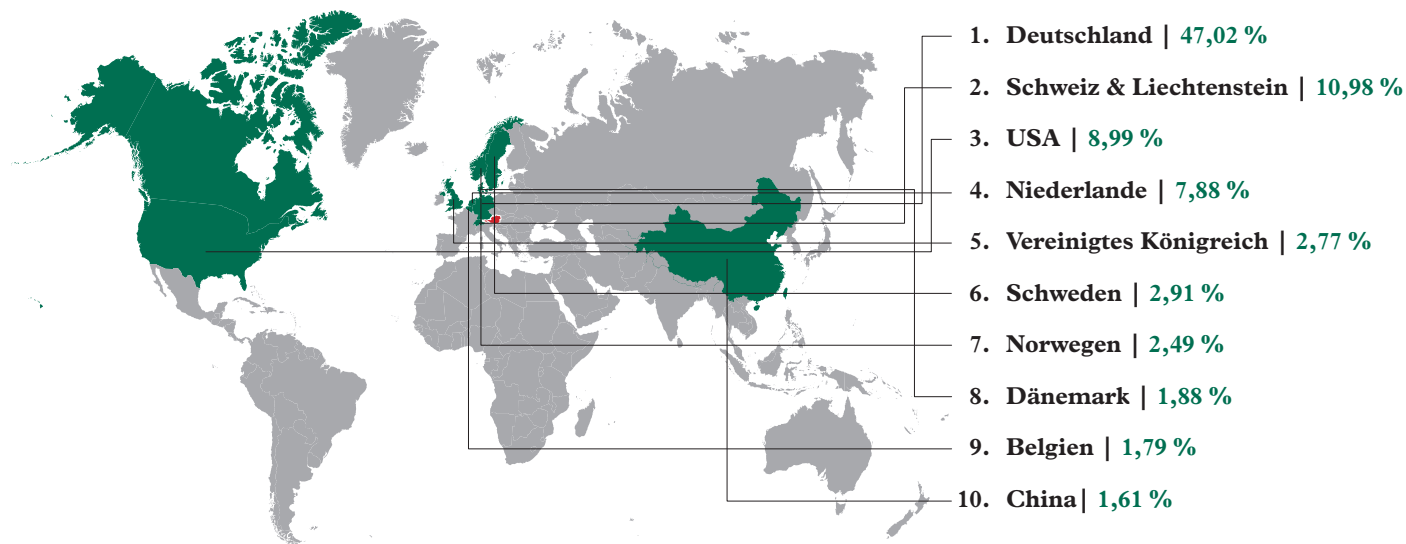 1. Deutschland | 47,02 %
2. Schweiz & Liechtenstein | 10,98 %
3. USA | 8,99 %
4. Niederlande | 7,88 %
5. Vereinigtes Königreich | 2,77 %
6. Schweden | 2,91 %
7. Norwegen | 2,49 %
8. Dänemark | 1,88 %
9. Belgien | 1,79 %
10. China| 1,61 %